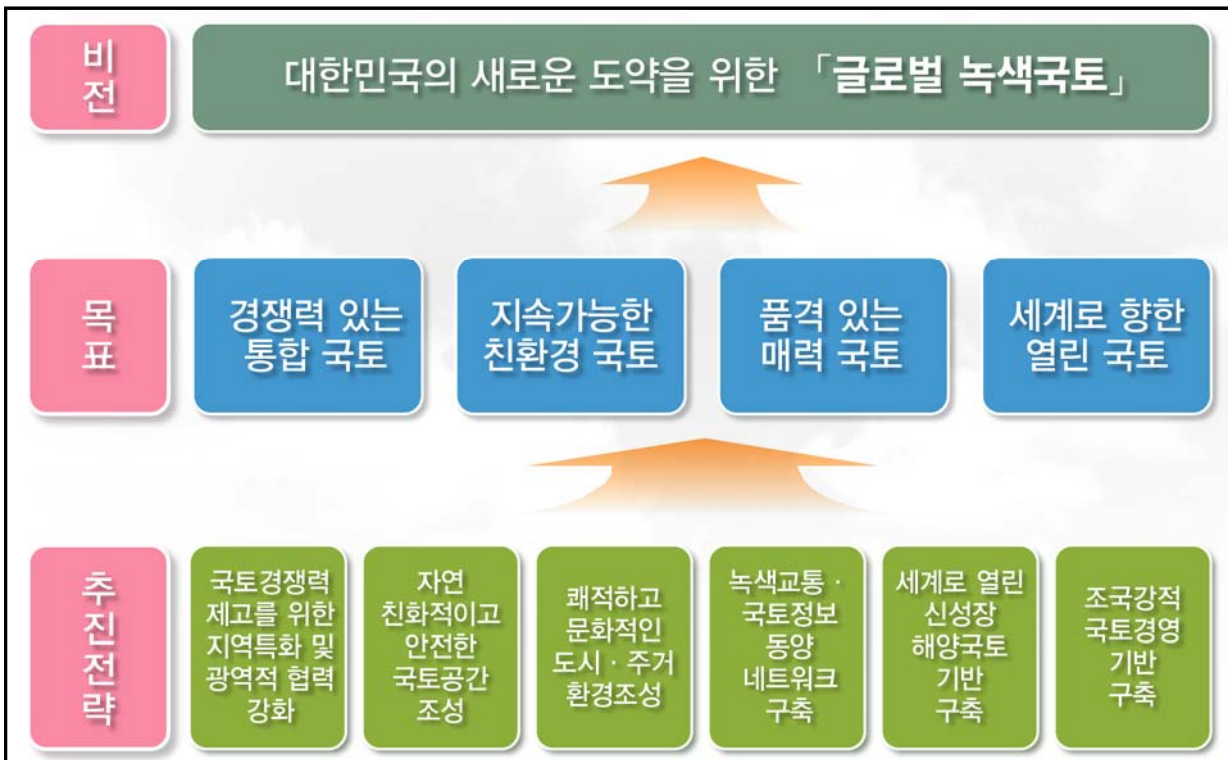 비전
대한민국의 새로운 도약을 위한 「글로벌 녹색국토」
목표
경쟁력 있는
통합 국토
지속가능한
친환경 국토
품격 있는
매력 국토
세계로 향한
열린 국토
추진전략
국토경쟁력
제고를 위한
지역특화 및
광역적 협력
강화
자연
친화적이고
안전한
국토공간
조성
쾌적하고
문화적인
도시 · 주거
환경조성
녹색교통 ·
국토정보
동양
네트워크
구축
세계로 열린
신성장
해양국토
기반
구축
조국강적
국토경영
기반
구축